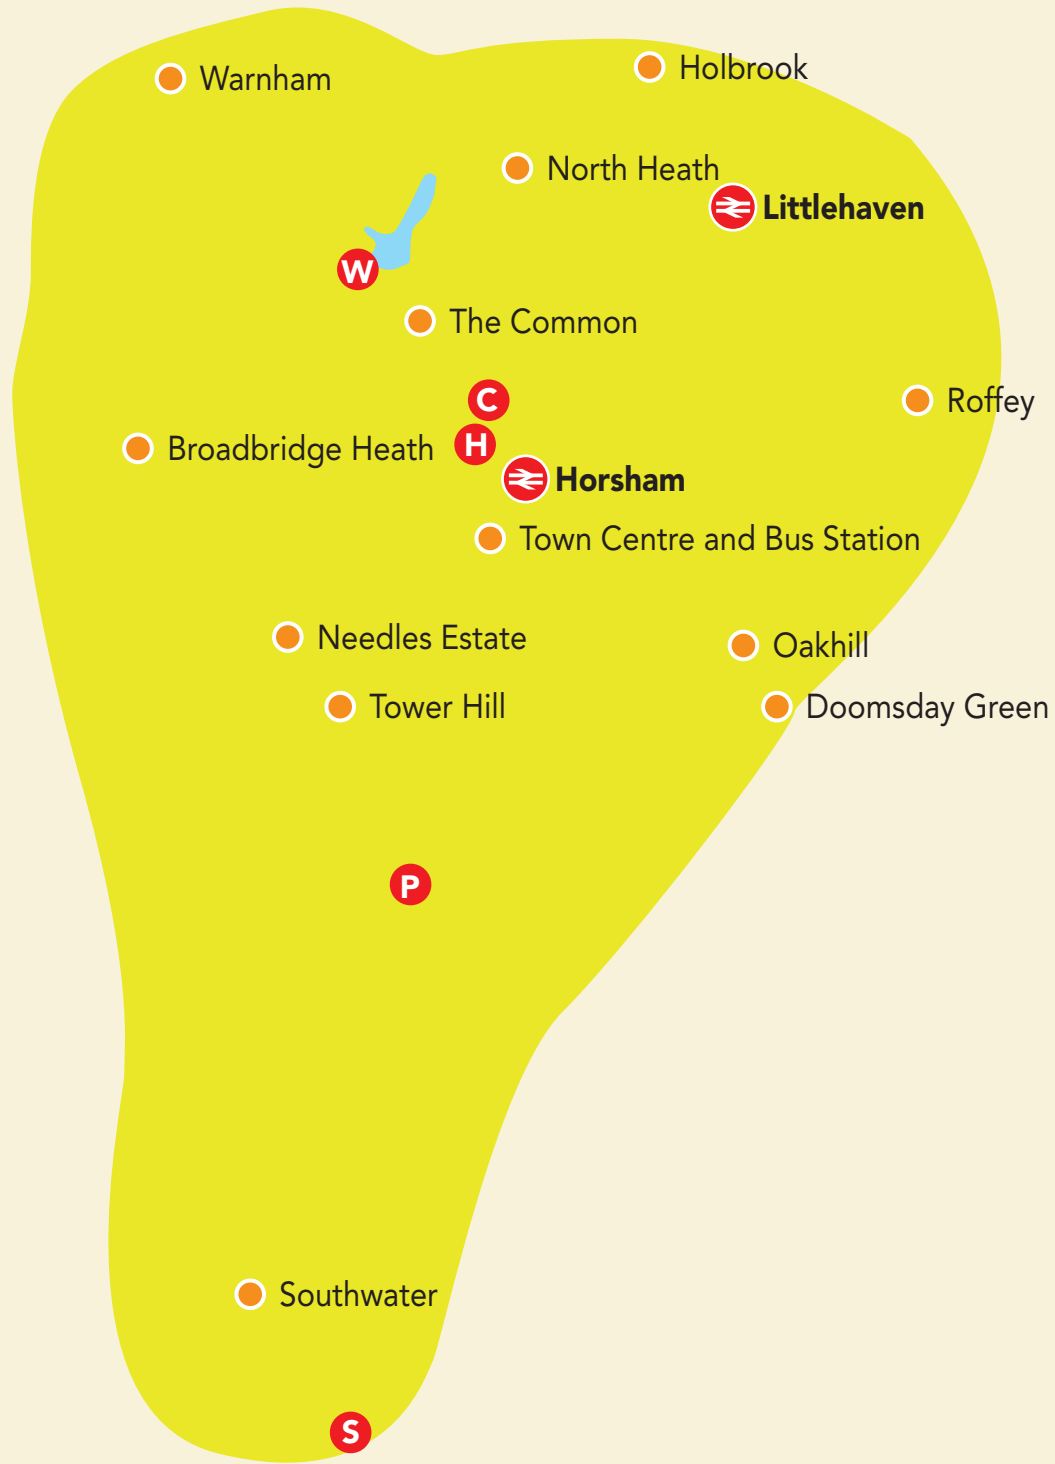 Holbrook
Warnham
North Heath
Littlehaven
W
The Common
C
Roffey
H
Broadbridge Heath
Horsham
Town Centre and Bus Station
Needles Estate
Oakhill
Tower Hill
Doomsday Green
P
Southwater
S